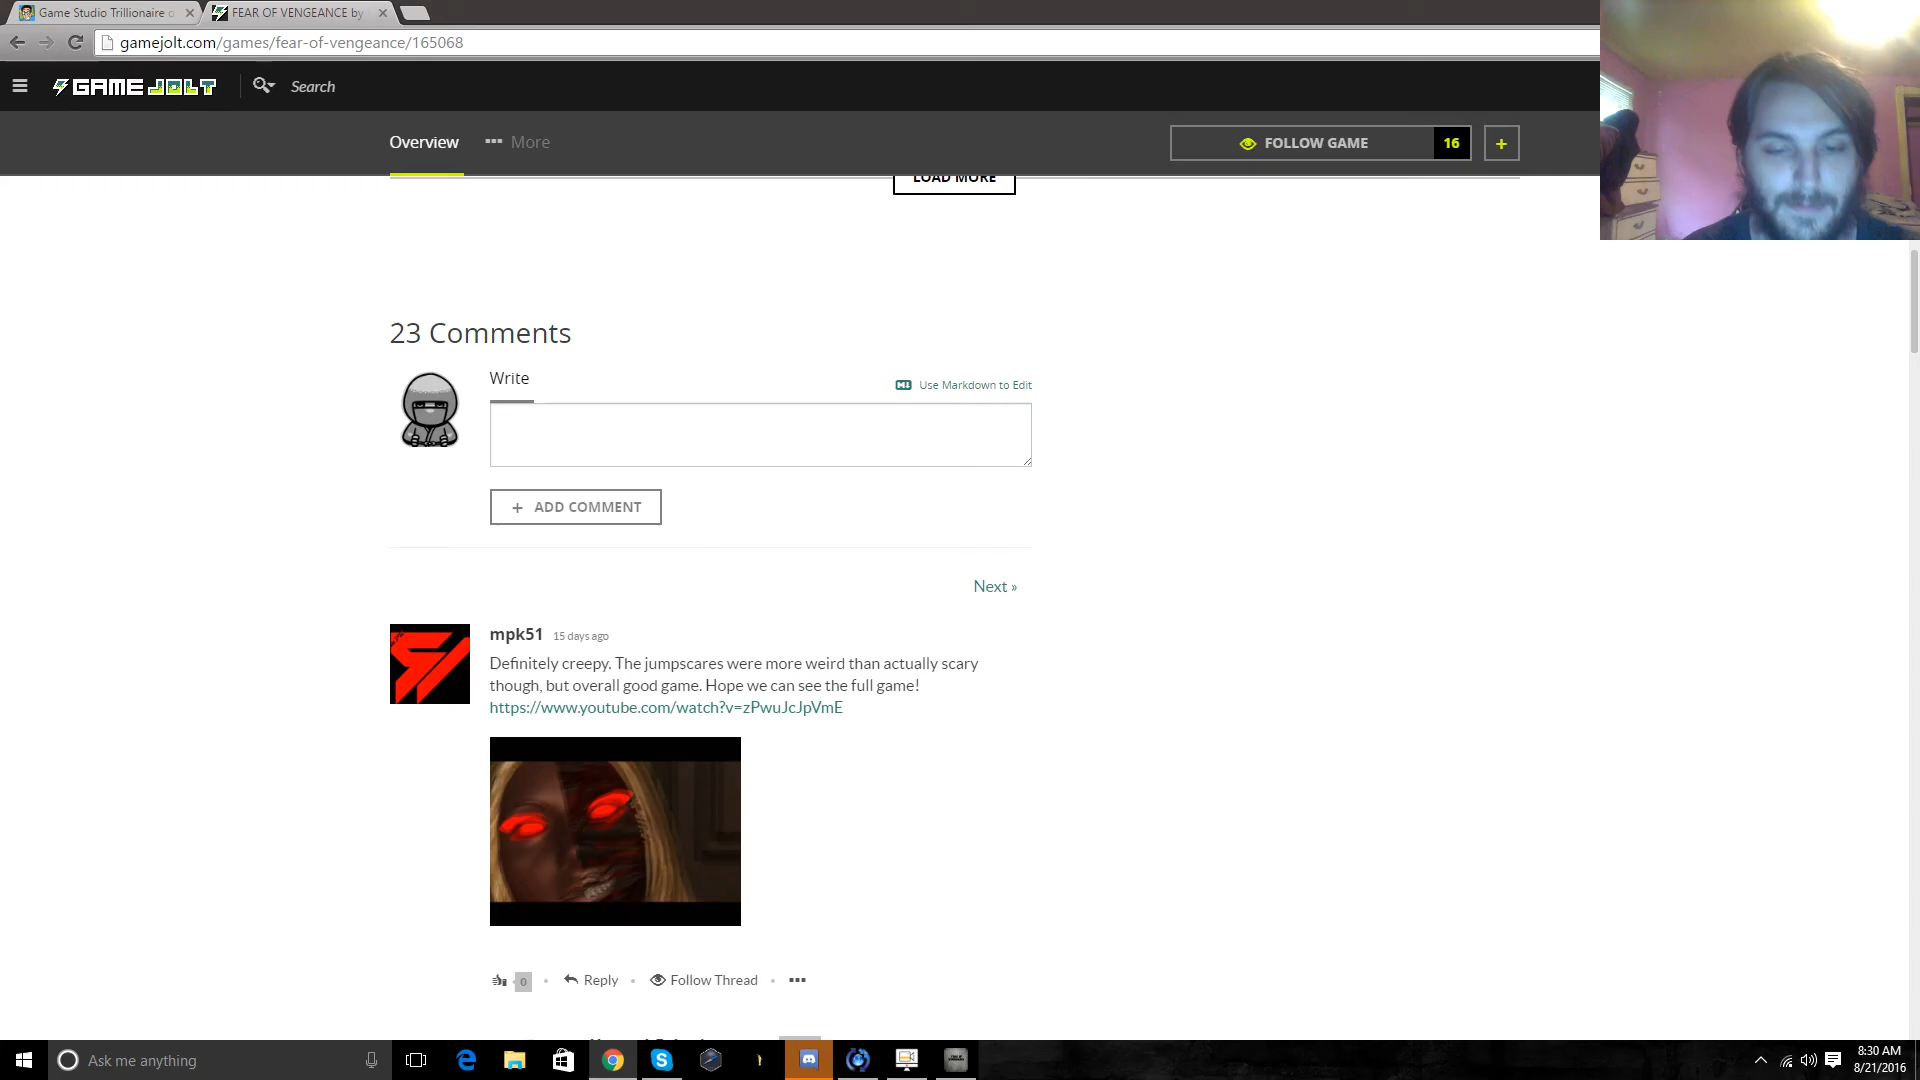 Game Studio Trillionaire o
FEAR OF VENGEANCE by
gamejolt.com/games/fear-of-vengeance/165068
GAME JOLT
Search
Overview
More
FOLLOW GAME
16
+
LOAD MORE
23 Comments
Write
Use Markdown to Edit
+ ADD COMMENT
Next »
mpk51 15 days ago
Definitely creepy. The jumpscares were more weird than actually scary
though, but overall good game. Hope we can see the full game!
https://www.youtube.com/watch?v=zPwuJcJpVmE
0
Reply
Follow Thread
Ask me anything
8:30 AM
8/21/2016